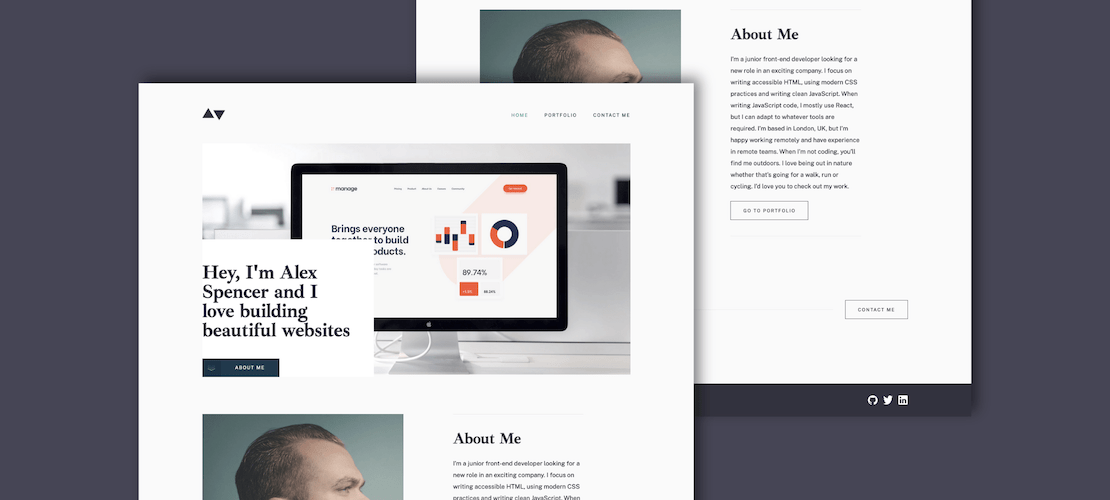 HOME PORTFOLIO CONTACT ME
manage
Brings everyone
together to build
products.
89.74%
Hey, I'm Alex
Spencer and I
love building
beautiful websites
ABOUT ME
About Me
I'm a junior front-end developer looking for a
new role in an exciting company. I focus on
writing accessible HTML, using modern CSS
practices and writing clean JavaScript. When
About Me
I'm a junior front-end developer looking for a
new role in an exciting company. I focus on
writing accessible HTML, using modern CSS
practices and writing clean JavaScript. When
writing JavaScript code, I mostly use React,
but I can adapt to whatever tools are
required. I'm based in London, UK, but I'm
happy working remotely and have experience
in remote teams. When I'm not coding, you'll
find me outdoors. I love being out in nature
whether that's going for a walk, run or
cycling. I'd love you to check out my work.
GO TO PORTFOLIO
CONTACT ME